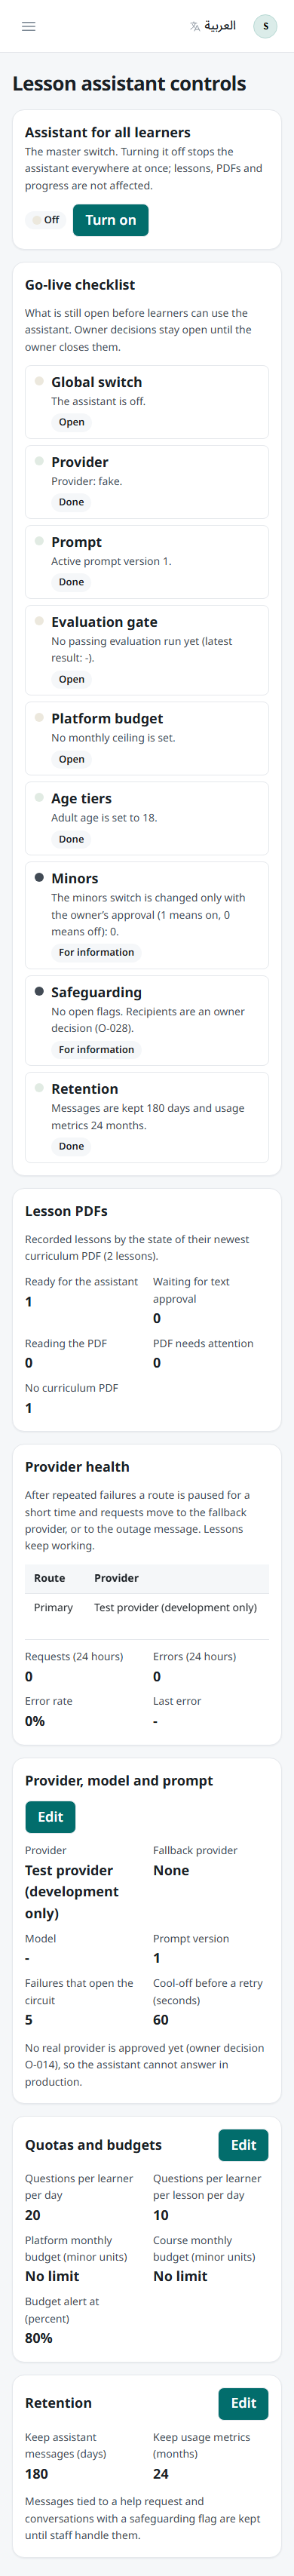 العربية
S
Lesson assistant controls
Assistant for all learners
The master switch. Turning it off stops the
assistant everywhere at once; lessons, PDFs and
progress are not affected.
Off
Turn on
Go-live checklist
What is still open before learners can use the
assistant. Owner decisions stay open until the
owner closes them.
Global switch
The assistant is off.
Open
Provider
Provider: fake.
Done
Prompt
Active prompt version 1.
Done
Evaluation gate
No passing evaluation run yet (latest
result: -).
Open
Platform budget
No monthly ceiling is set.
Open
Age tiers
Adult age is set to 18.
Done
Minors
The minors switch is changed only with
the owner's approval (1 means on, 0
means off): 0.
For information
Safeguarding
No open flags. Recipients are an owner
decision (O-028).
For information
Retention
Messages are kept 180 days and usage
metrics 24 months.
Done
Lesson PDFs
Recorded lessons by the state of their newest
curriculum PDF (2 lessons).
Ready for the assistant
1
Waiting for text
approval
0
Reading the PDF
0
PDF needs attention
0
No curriculum PDF
1
Provider health
After repeated failures a route is paused for a
short time and requests move to the fallback
provider, or to the outage message. Lessons
keep working.
Route Provider
Primary Test provider (development only)
Requests (24 hours)
0
Errors (24 hours)
0
Error rate
0%
Last error
-
Provider, model and prompt
Edit
Provider
Test provider
(development
only)
Fallback provider
None
Model
-
Prompt version
1
Failures that open the
circuit
5
Cool-off before a retry
(seconds)
60
No real provider is approved yet (owner decision
O-014), so the assistant cannot answer in
production.
Quotas and budgets
Edit
Questions per learner
per day
20
Questions per learner
per lesson per day
10
Platform monthly
budget (minor units)
No limit
Course monthly
budget (minor units)
No limit
Budget alert at
(percent)
80%
Retention
Edit
Keep assistant
messages (days)
180
Keep usage metrics
(months)
24
Messages tied to a help request and
conversations with a safeguarding flag are kept
until staff handle them.